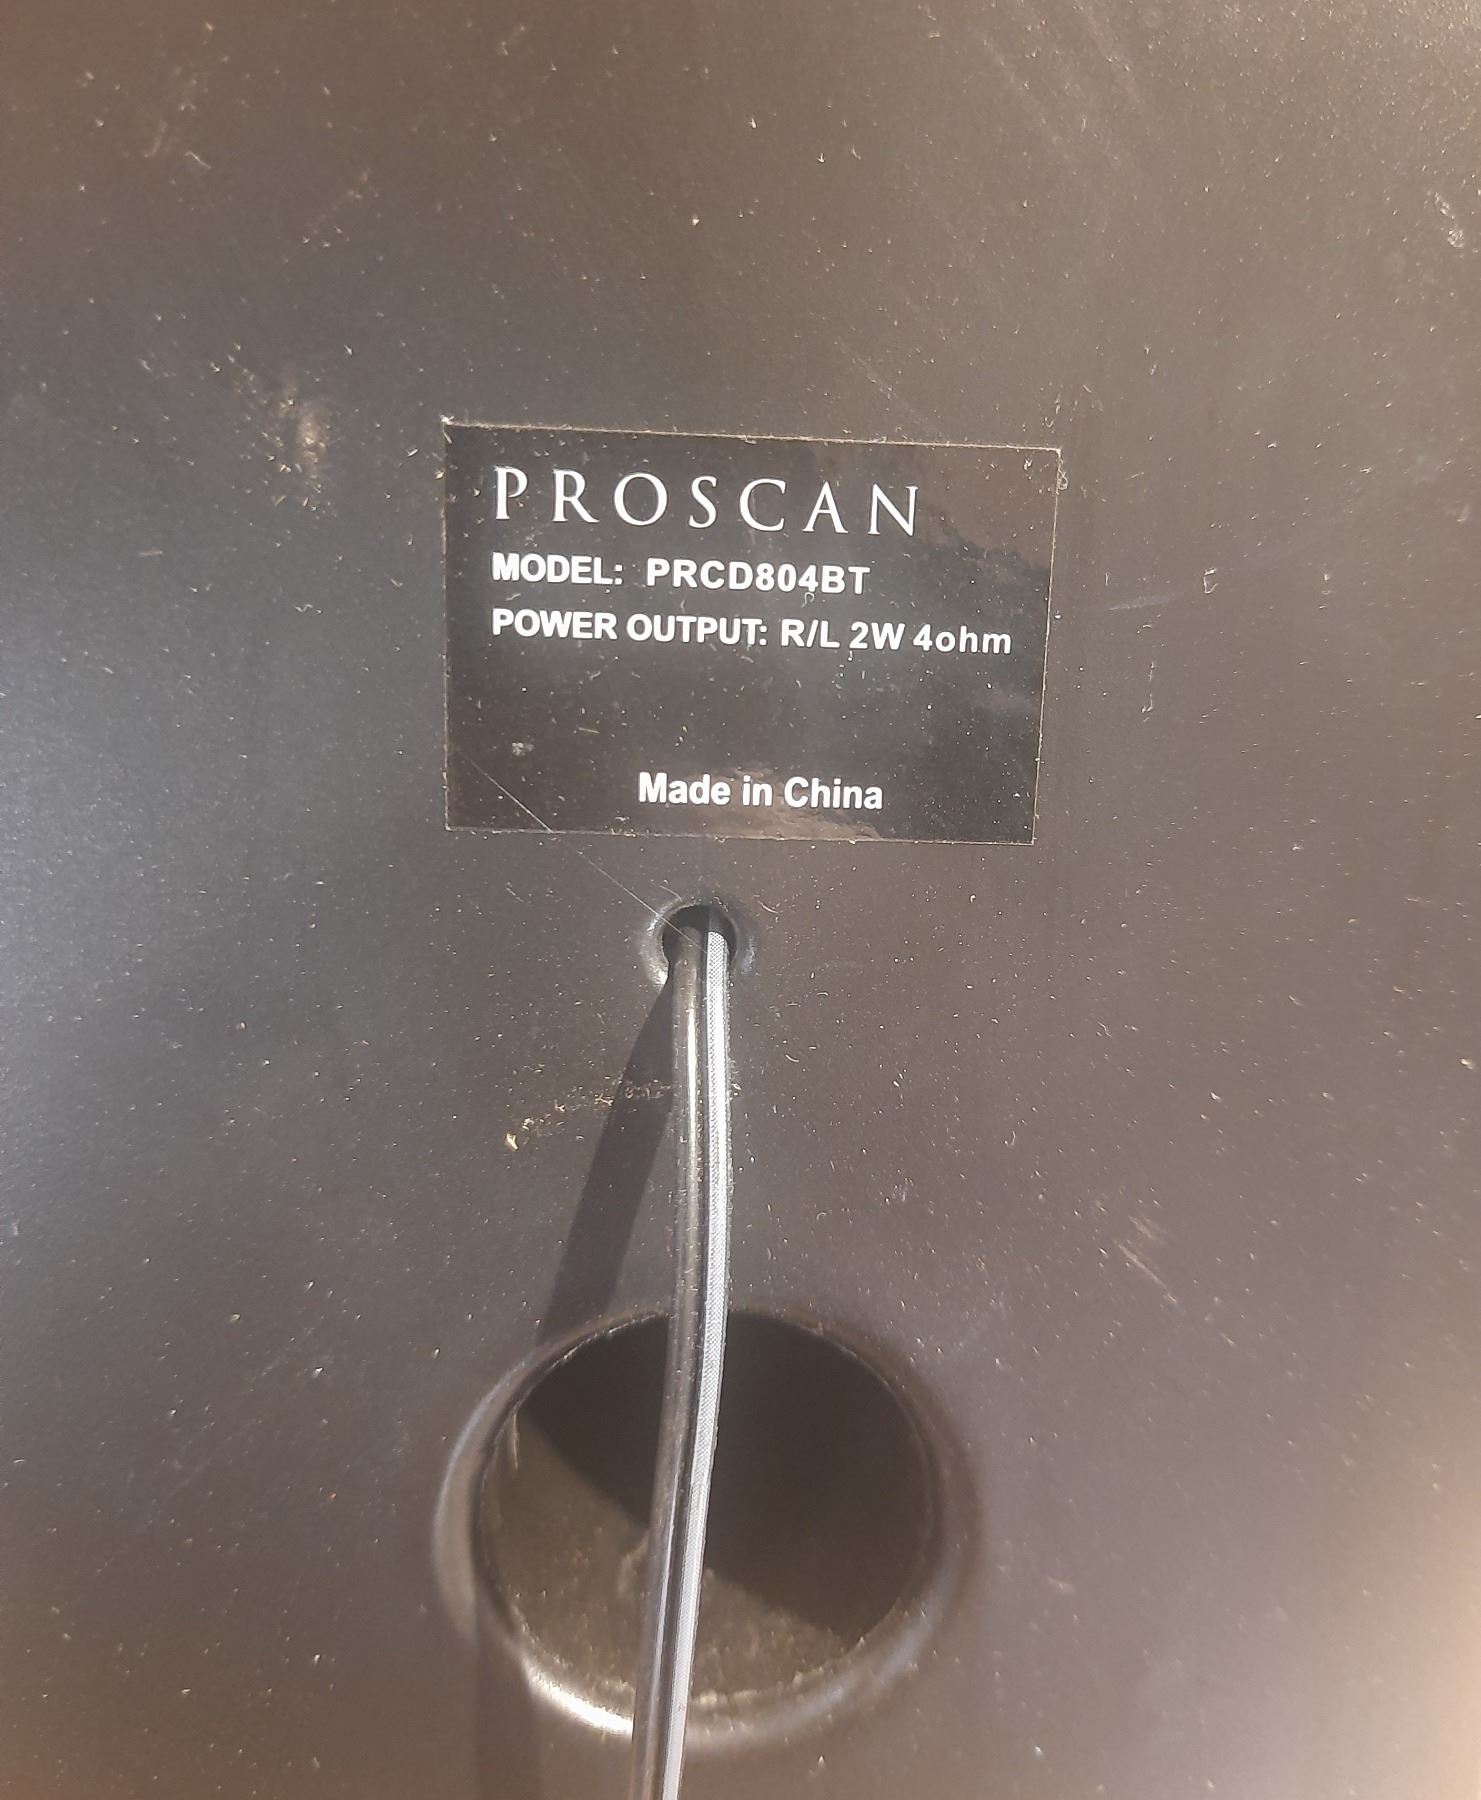 PROSCAN
MODEL: PRCD804BT
POWER OUTPUT: R/L 2W 4ohm
Made in China